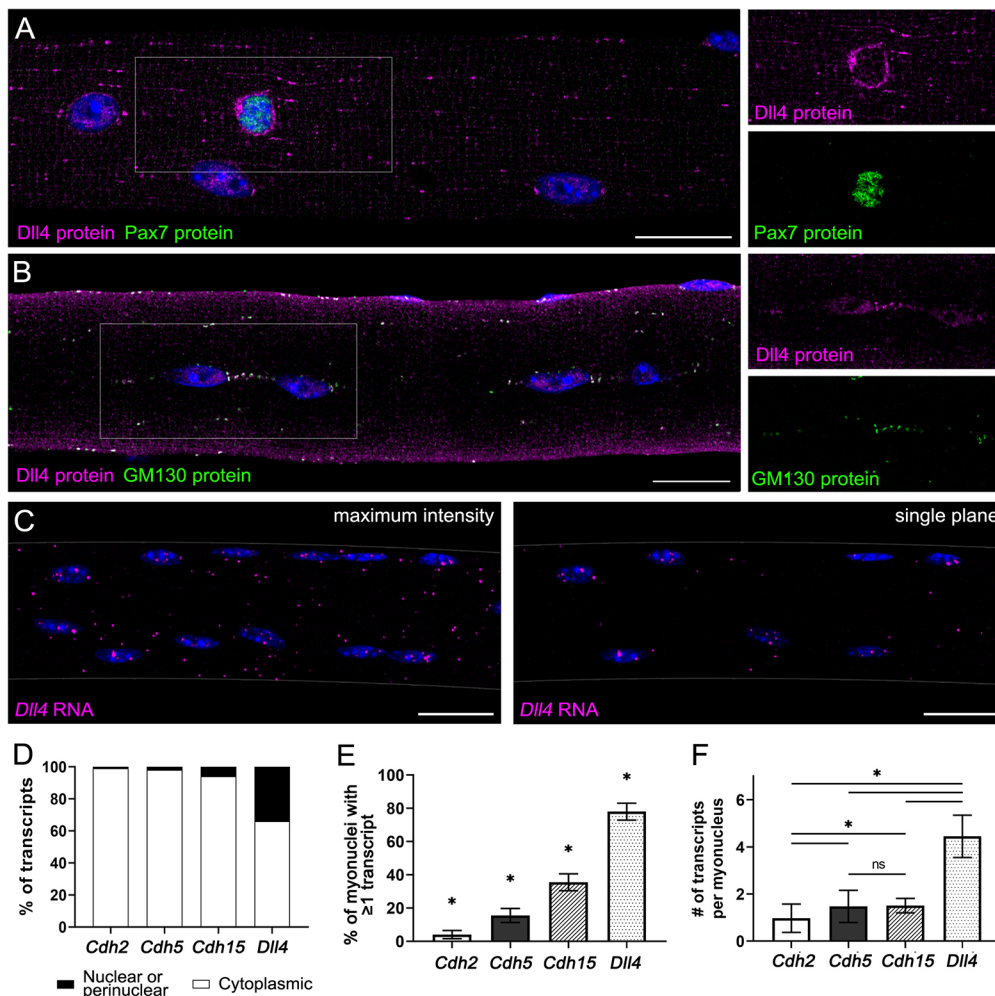 A
Dll4 protein Pax7 protein
Dll4 protein
Pax7 protein
B
Dll4 protein GM130 protein
Dll4 protein
GM130 protein
C
maximum intensity
Dll4 RNA
single plane
Dll4 RNA
D
% of transcripts
100
80
60
40
20
0
Cdh2 Cdh5 Cdh15 Dll4
Nuclear or
perinuclear
Cytoplasmic
E
% of myonuclei with
≥1 transcript
100
80
60
40
20
0
* * * *
Cdh2 Cdh5 Cdh15 Dll4
F
# of transcripts
per myonucleus
6
4
2
0
*
*
ns
Cdh2 Cdh5 Cdh15 Dll4